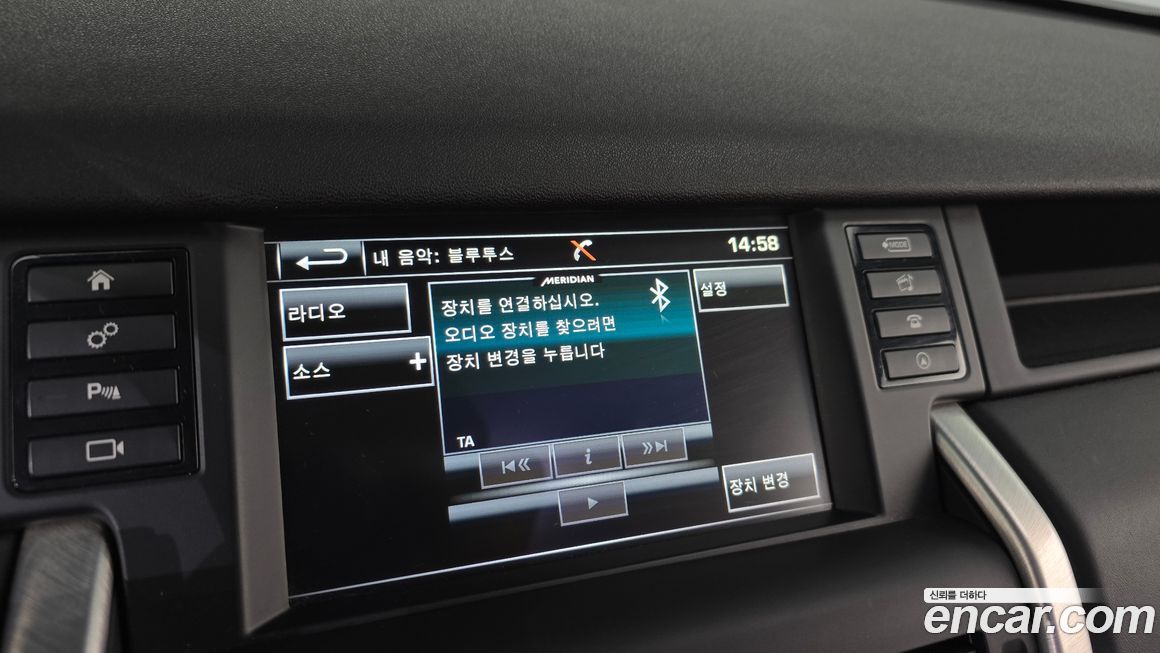 내 음악: 블루투스
14:58
라디오
소스 +
MERIDIAN
장치를 연결하십시오.
오디오 장치를 찾으려면
장치 변경을 누릅니다
TA
i
설정
장치 변경
P
MODE
신뢰를 더하다
encar.com